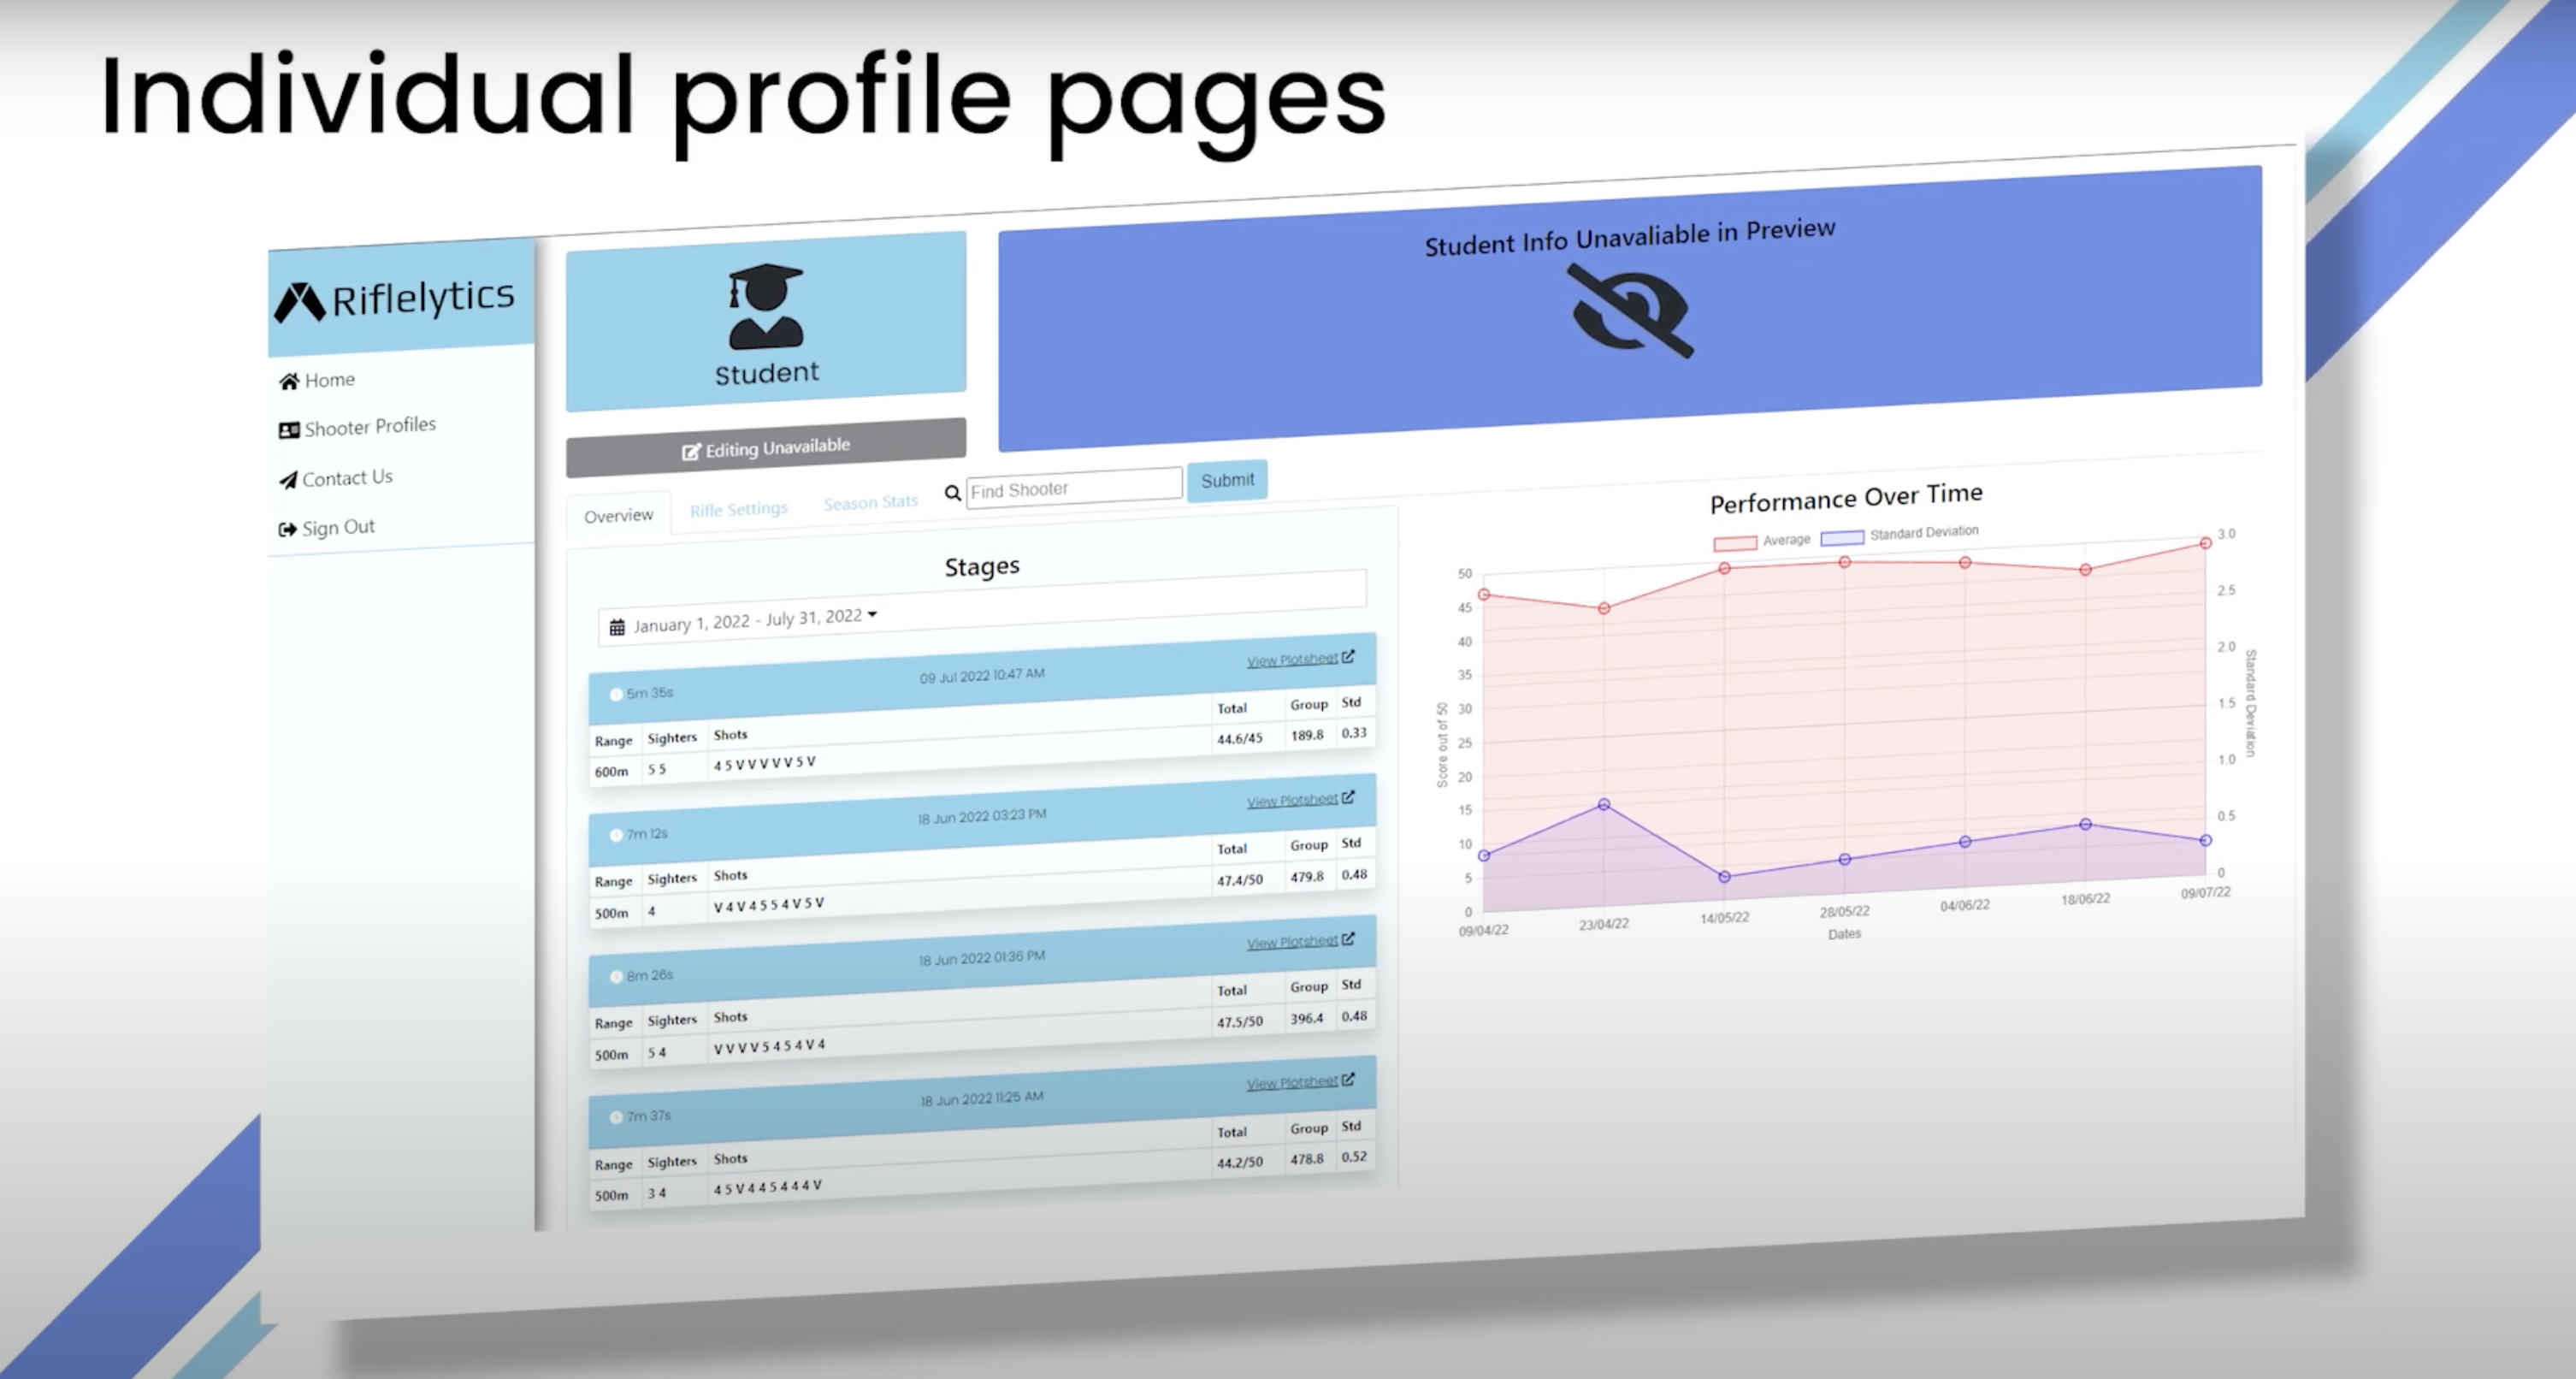 Individual profile pages
Riflelytics
Home
Shooter Profiles
Contact Us
Sign Out
Student
Student Info Unavaliable in Preview
Editing Unavailable
Overview
Rifle Settings
Season Stats
Find Shooter
Submit
Stages
January 1, 2022 - July 31, 2022
5m 35s
09 Jul 2022 10:47 AM
View Plotsheet
Range Sighters Shots Total Group Std
600m 5 5 4 5 V V V V V V 5 V 44.6/45 189.8 0.33
7m 12s
18 Jun 2022 03:23 PM
View Plotsheet
Range Sighters Shots Total Group Std
500m 4 V 4 V 4 5 5 4 V 5 V 47.4/50 479.8 0.48
8m 26s
18 Jun 2022 01:36 PM
View Plotsheet
Range Sighters Shots Total Group Std
500m 5 4 V V V V 5 4 5 4 V 4 47.5/50 396.4 0.48
7m 37s
18 Jun 2022 11:25 AM
View Plotsheet
Range Sighters Shots Total Group Std
500m 3 4 4 5 V 4 4 5 4 4 4 V 44.2/50 478.8 0.52
Performance Over Time
Average Standard Deviation
50
45
40
35
30
25
20
15
10
5
0
Score out of 50
3.0
2.5
2.0
1.5
1.0
0.5
0
Standard Deviation
09/04/22 23/04/22 14/05/22 28/05/22 04/06/22 18/06/22 09/07/22
Dates